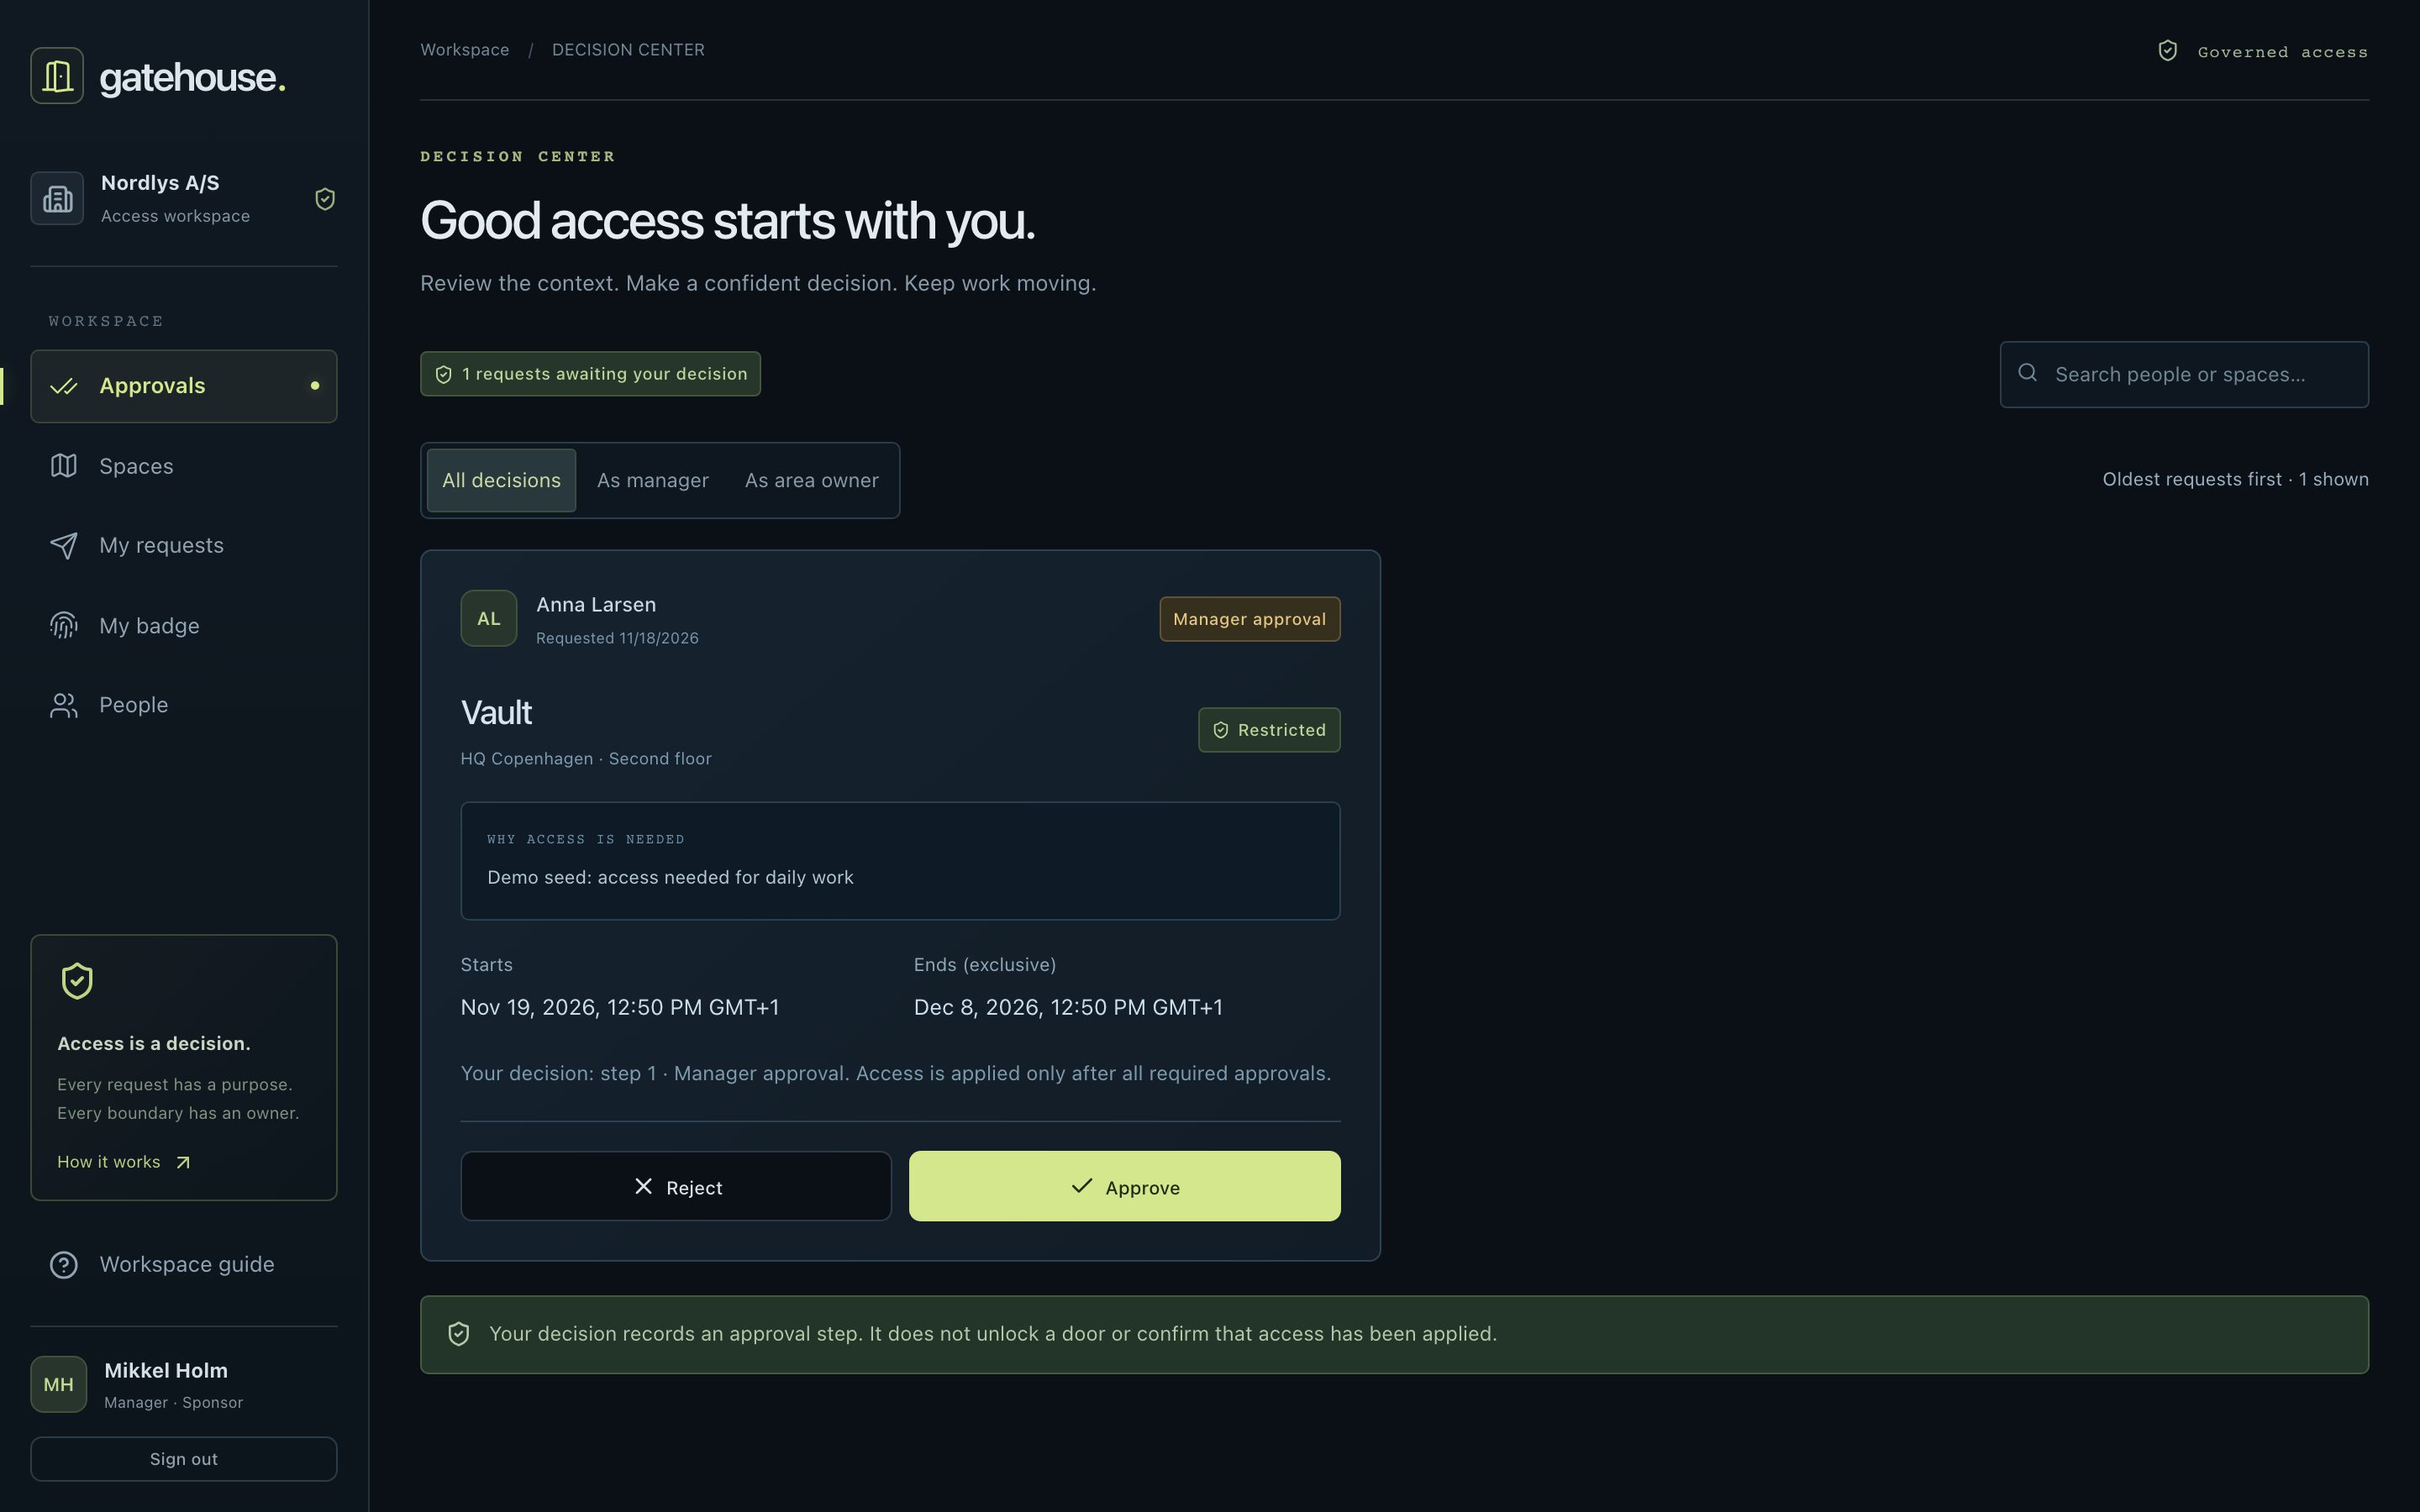 gatehouse.
Nordlys A/S
Access workspace
WORKSPACE
Approvals
Spaces
My requests
My badge
People
Access is a decision.
Every request has a purpose.
Every boundary has an owner.
How it works
Workspace guide
MH
Mikkel Holm
Manager · Sponsor
Sign out
Workspace / DECISION CENTER
Governed access
DECISION CENTER
Good access starts with you.
Review the context. Make a confident decision. Keep work moving.
1 requests awaiting your decision
Search people or spaces...
All decisions As manager As area owner
Oldest requests first · 1 shown
AL
Anna Larsen
Requested 11/18/2026
Manager approval
Vault
HQ Copenhagen · Second floor
Restricted
WHY ACCESS IS NEEDED
Demo seed: access needed for daily work
Starts
Nov 19, 2026, 12:50 PM GMT+1
Ends (exclusive)
Dec 8, 2026, 12:50 PM GMT+1
Your decision: step 1 · Manager approval. Access is applied only after all required approvals.
Reject
Approve
Your decision records an approval step. It does not unlock a door or confirm that access has been applied.